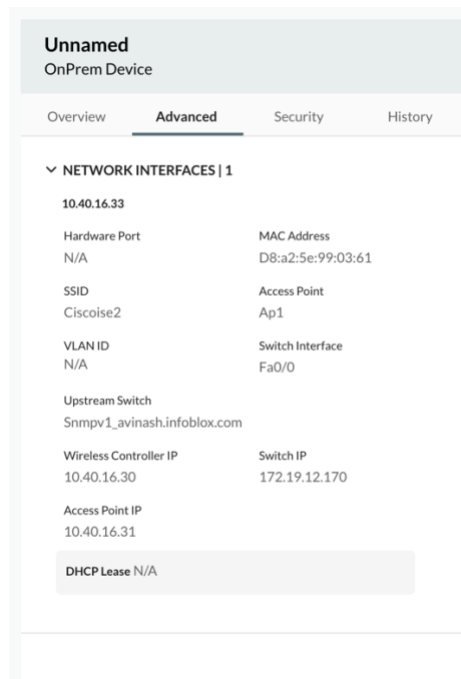 Unnamed
OnPrem Device
Overview Advanced Security History
NETWORK INTERFACES | 1
10.40.16.33
Hardware Port MAC Address
N/A D8:a2:5e:99:03:61
SSID Access Point
Ciscoise2 Ap1
VLAN ID Switch Interface
N/A Fa0/0
Upstream Switch
Snmpv1_avinash.infoblox.com
Wireless Controller IP Switch IP
10.40.16.30 172.19.12.170
Access Point IP
10.40.16.31
DHCP Lease N/A